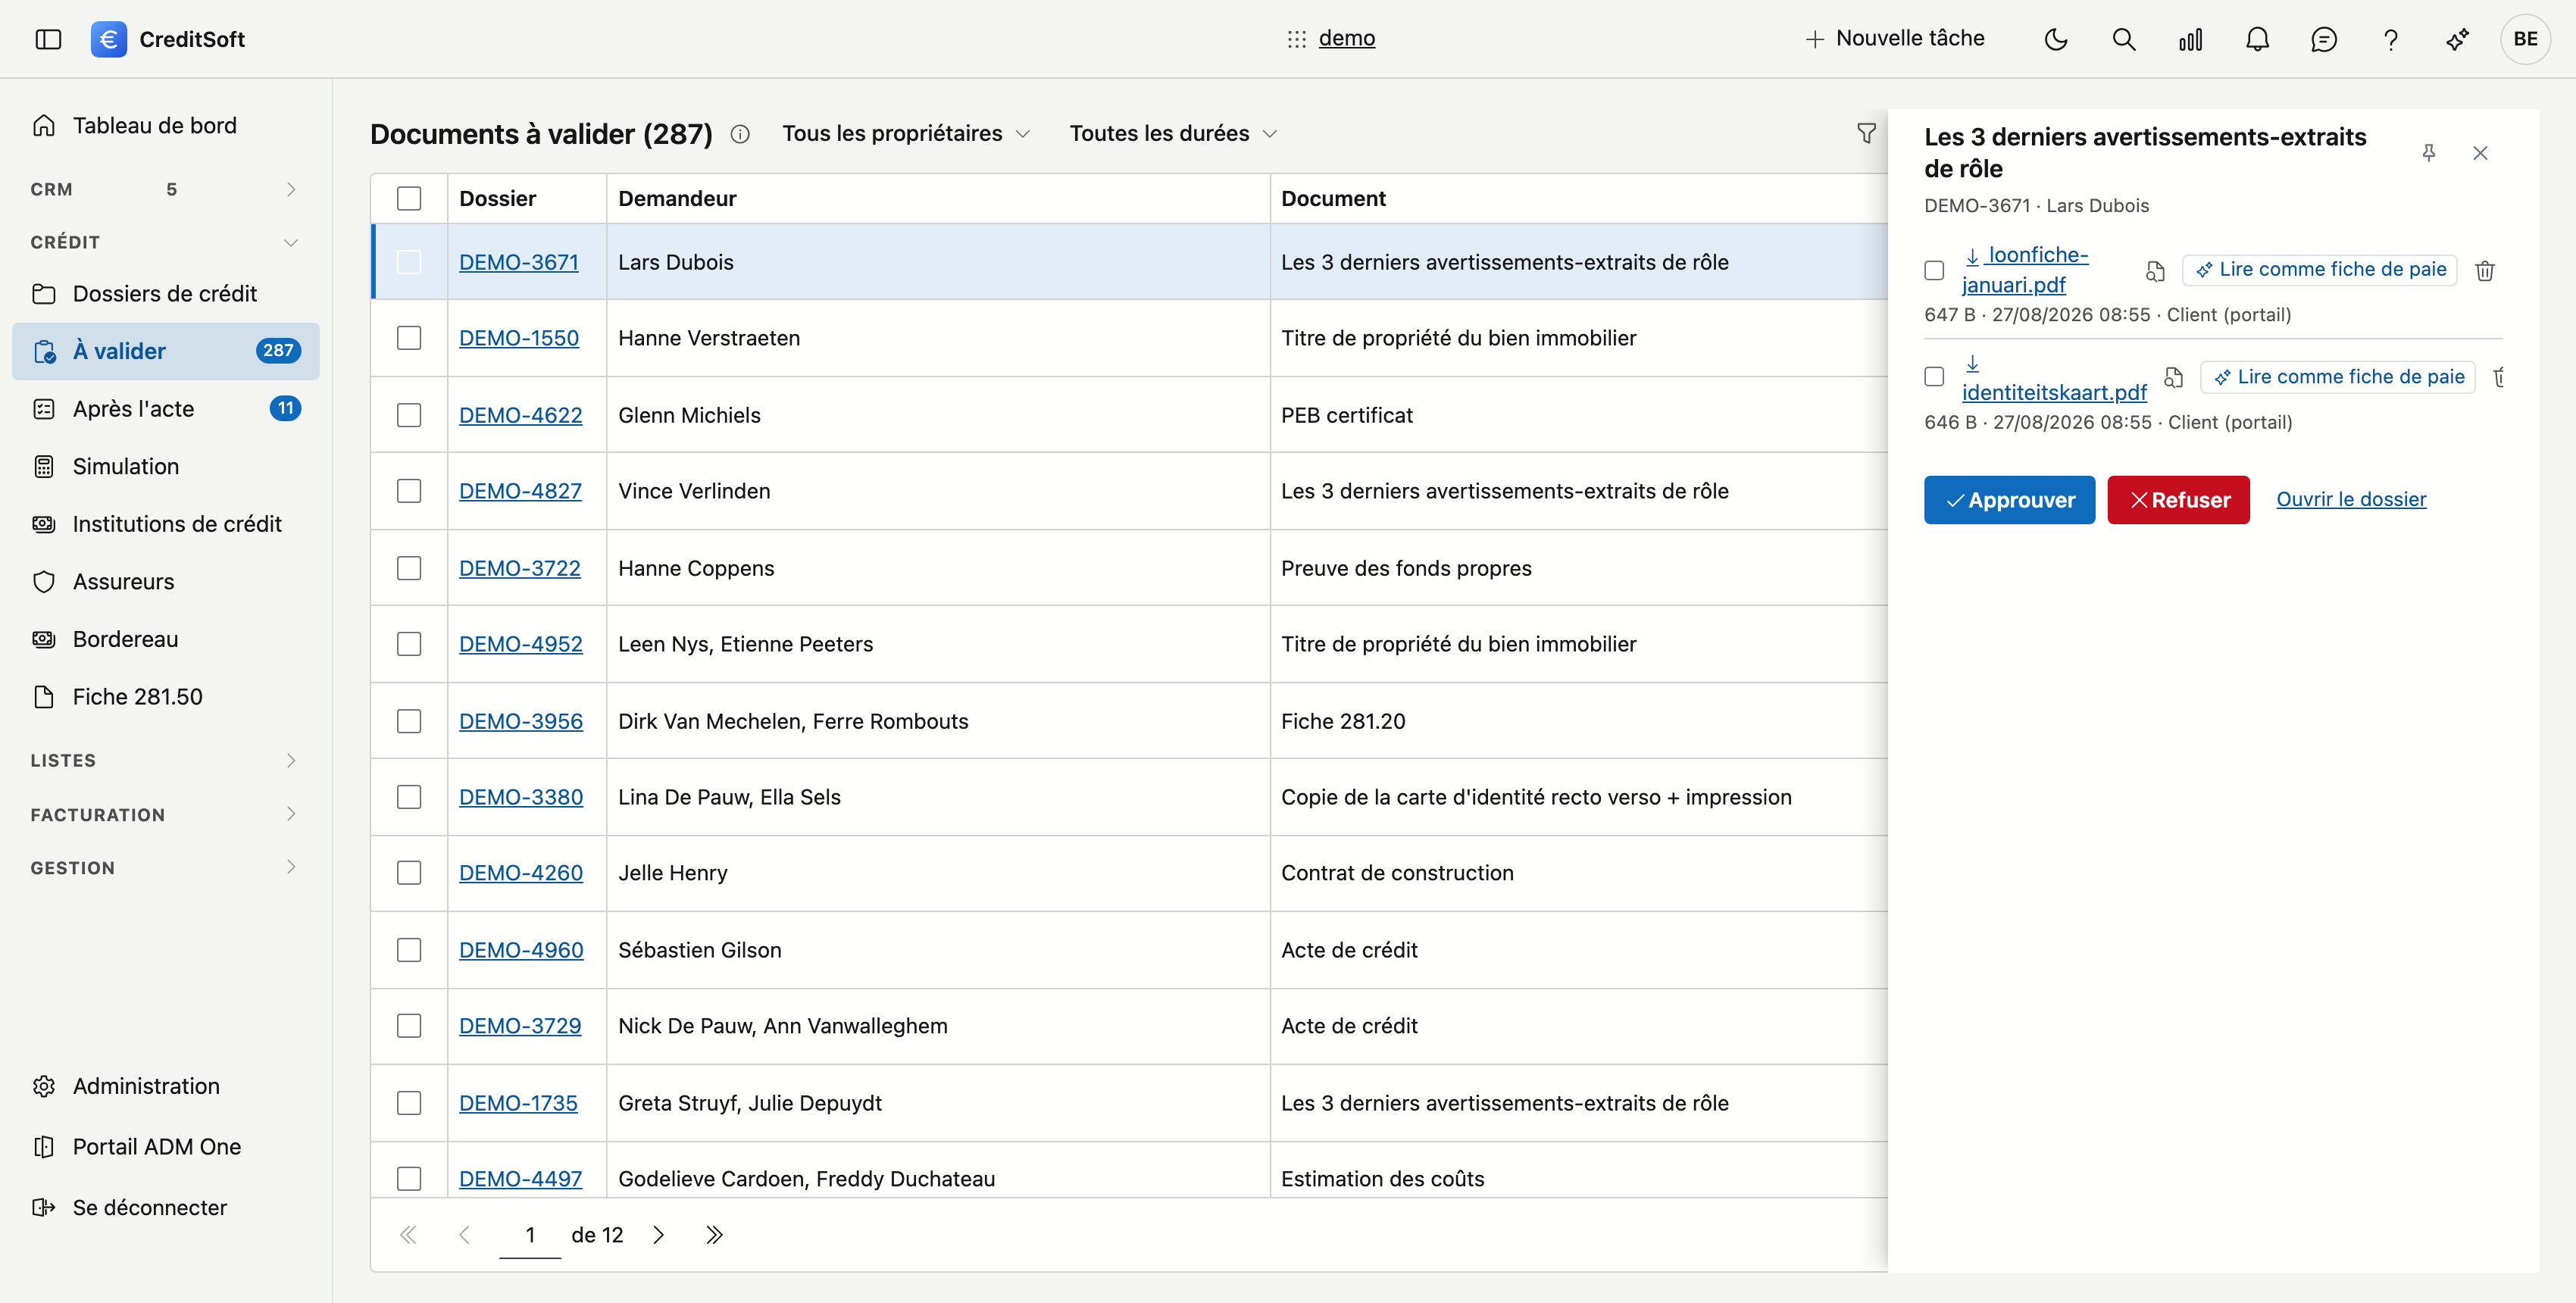 CreditSoft
demo
Nouvelle tâche
BE
Tableau de bord
CRM 5
CRÉDIT
Dossiers de crédit
À valider 287
Après l'acte 11
Simulation
Institutions de crédit
Assureurs
Bordereau
Fiche 281.50
LISTES
FACTURATION
GESTION
Administration
Portail ADM One
Se déconnecter
Documents à valider (287) Tous les propriétaires Toutes les durées
Dossier Demandeur Document
DEMO-3671 Lars Dubois Les 3 derniers avertissements-extraits de rôle
DEMO-1550 Hanne Verstraeten Titre de propriété du bien immobilier
DEMO-4622 Glenn Michiels PEB certificat
DEMO-4827 Vince Verlinden Les 3 derniers avertissements-extraits de rôle
DEMO-3722 Hanne Coppens Preuve des fonds propres
DEMO-4952 Leen Nys, Etienne Peeters Titre de propriété du bien immobilier
DEMO-3956 Dirk Van Mechelen, Ferre Rombouts Fiche 281.20
DEMO-3380 Lina De Pauw, Ella Sels Copie de la carte d'identité recto verso + impression
DEMO-4260 Jelle Henry Contrat de construction
DEMO-4960 Sébastien Gilson Acte de crédit
DEMO-3729 Nick De Pauw, Ann Vanwalleghem Acte de crédit
DEMO-1735 Greta Struyf, Julie Depuydt Les 3 derniers avertissements-extraits de rôle
DEMO-4497 Godelieve Cardoen, Freddy Duchateau Estimation des coûts
1 de 12
Les 3 derniers avertissements-extraits
de rôle
DEMO-3671 · Lars Dubois
loonfiche-
januari.pdf
Lire comme fiche de paie
647 B · 27/08/2026 08:55 · Client (portail)
identiteitskaart.pdf
Lire comme fiche de paie
646 B · 27/08/2026 08:55 · Client (portail)
Approuver Refuser Ouvrir le dossier